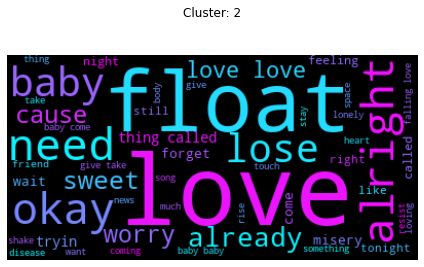 Cluster: 2
thing
night
love love
feeling
baby
float
alright
take
body
give
space
falling love
cause
still
stay
lonely
baby come
thing called
need
lose
heart
friend
give take
forget
right
called
wait
sweet
song
touch
like
love
come
resist
loving
okay
news
much
rise
already
something
tonight
shake
tryin
worry
misery
disease
want
coming
baby baby